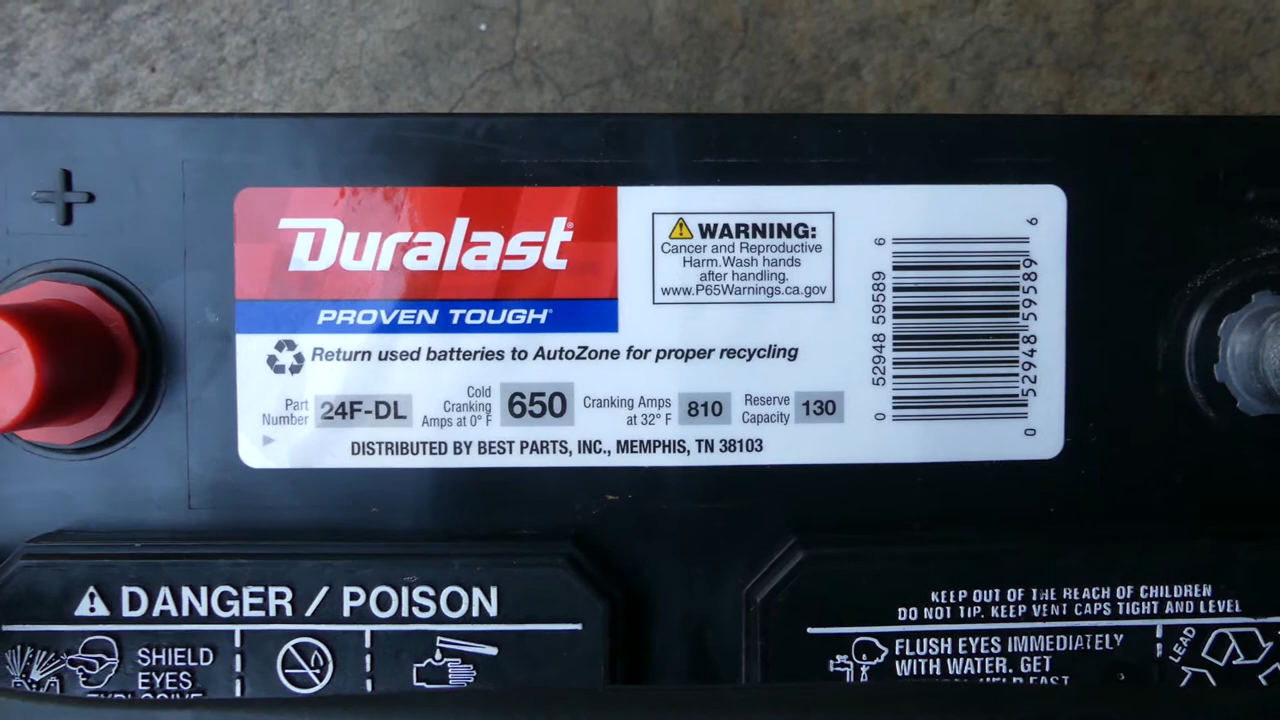 +
Duralast®
PROVEN TOUGH®
Return used batteries to AutoZone for proper recycling
Part Number 24F-DL
Cold Cranking Amps at 0° F 650
Cranking Amps at 32° F 810
Reserve Capacity 130
DISTRIBUTED BY BEST PARTS, INC., MEMPHIS, TN 38103
WARNING:
Cancer and Reproductive
Harm.Wash hands
after handling.
www.P65Warnings.ca.gov
0 52948 59589 6
0 52948 59589 6
DANGER / POISON
SHIELD
EYES
KEEP OUT OF THE REACH OF CHILDREN
DO NOT TIP. KEEP VENT CAPS TIGHT AND LEVEL
FLUSH EYES IMMEDIATELY
WITH WATER. GET
LEAD